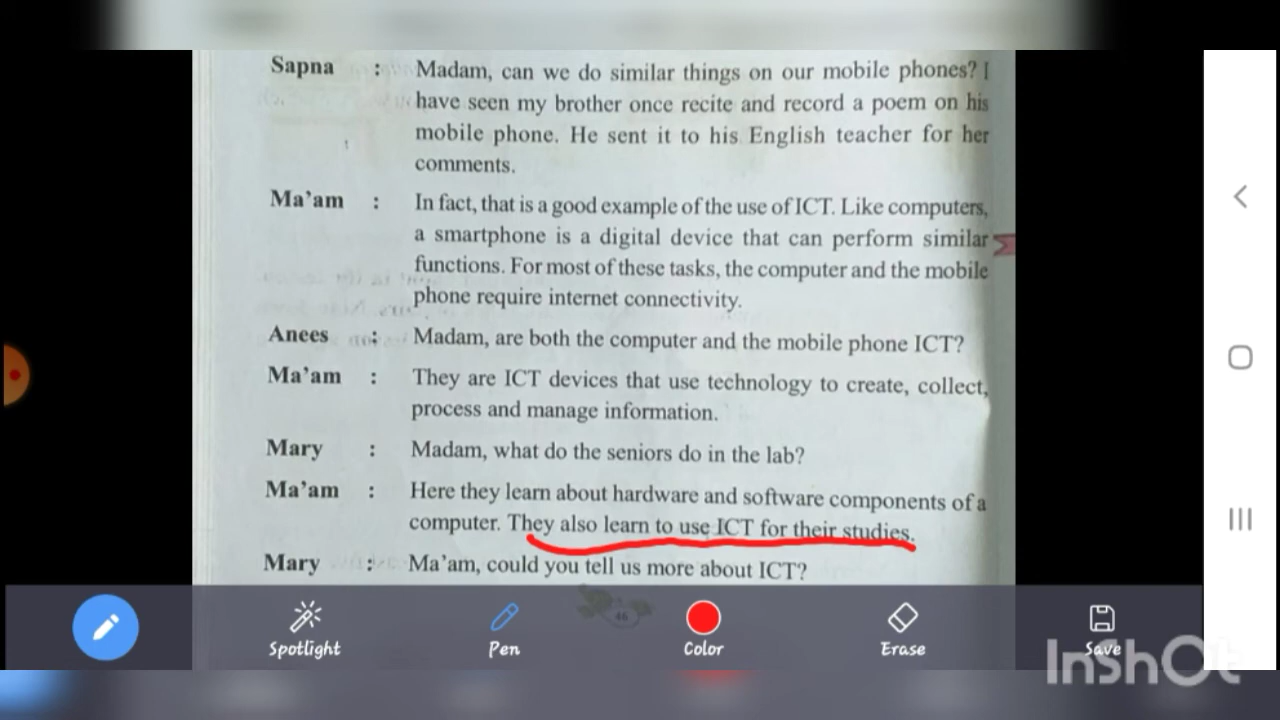 Sapna : Madam, can we do similar things on our mobile phones? I
have seen my brother once recite and record a poem on his
mobile phone. He sent it to his English teacher for her
comments.
Ma'am : In fact, that is a good example of the use of ICT. Like computers,
a smartphone is a digital device that can perform similar
functions. For most of these tasks, the computer and the mobile
phone require internet connectivity.
Anees : Madam, are both the computer and the mobile phone ICT?
Ma'am : They are ICT devices that use technology to create, collect,
process and manage information.
Mary : Madam, what do the seniors do in the lab?
Ma'am : Here they learn about hardware and software components of a
computer. They also learn to use ICT for their studies.
Mary : Ma'am, could you tell us more about ICT?
46
Spotlight Pen Color Erase Save
InShOt